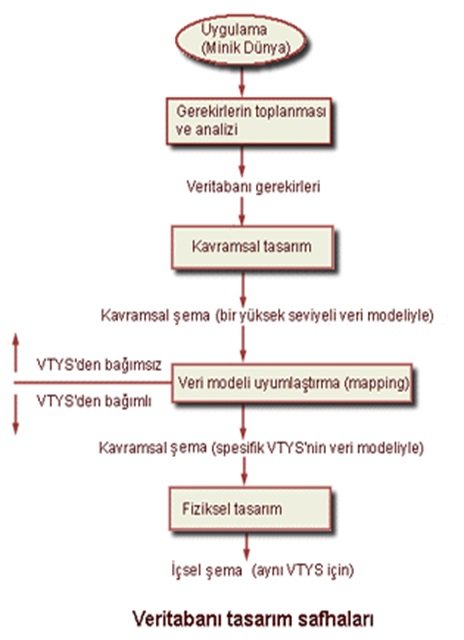 Uygulama
(Minik Dünya)
Gerekirlerin toplanması
ve analizi
Veritabanı gerekirleri
Kavramsal tasarım
Kavramsal şema (bir yüksek seviyeli veri modeliyle)
VTYS'den bağımsız
Veri modeli uyumlaştırma (mapping)
VTYS'den bağımlı
Kavramsal şema (spesifik VTYS'nin veri modeliyle)
Fiziksel tasarım
İçsel şema (aynı VTYS için)
Veritabanı tasarım safhaları